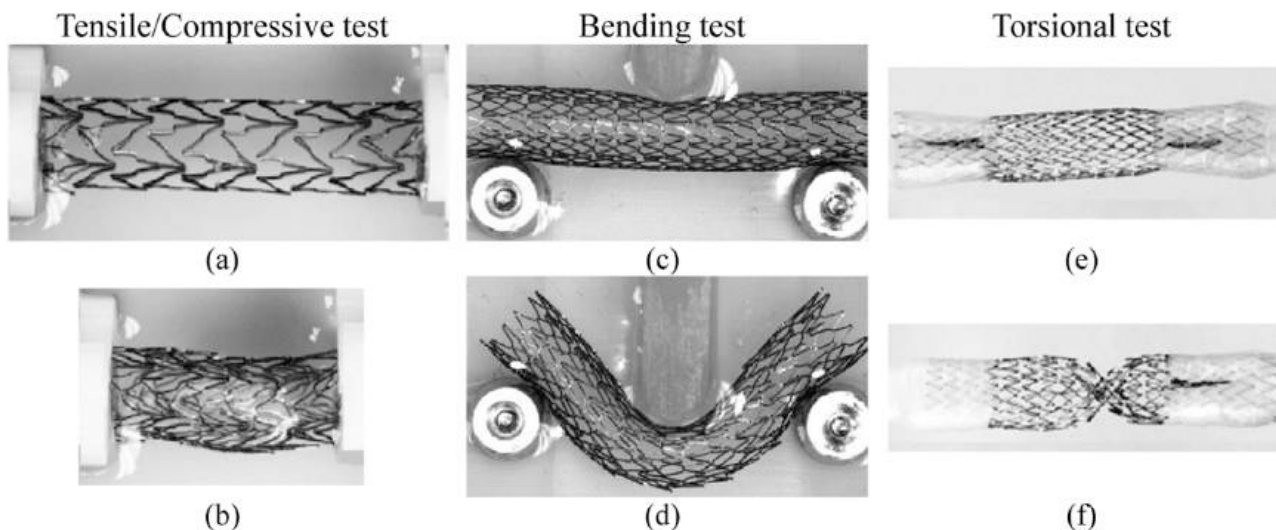 Tensile/Compressive test
Bending test
Torsional test
(a)
(c)
(e)
(b)
(d)
(f)